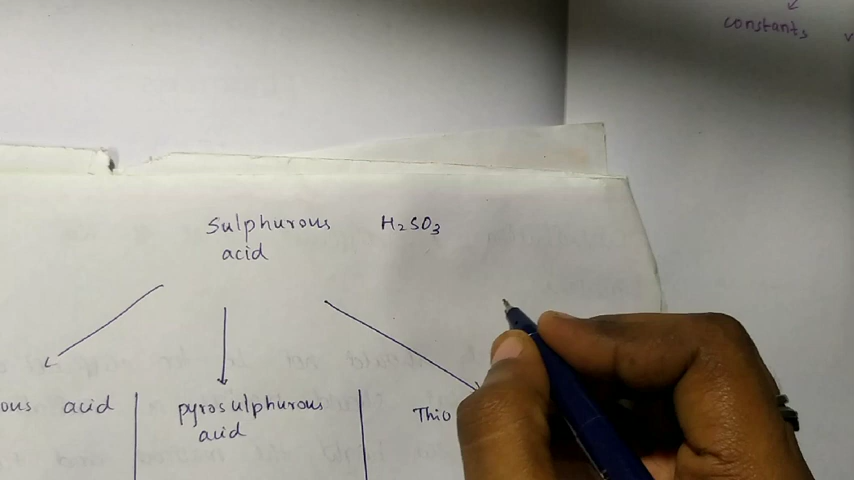 constants
Sulphurous H₂SO₃
acid
ous acid
pyrosulphurous
acid
Thio